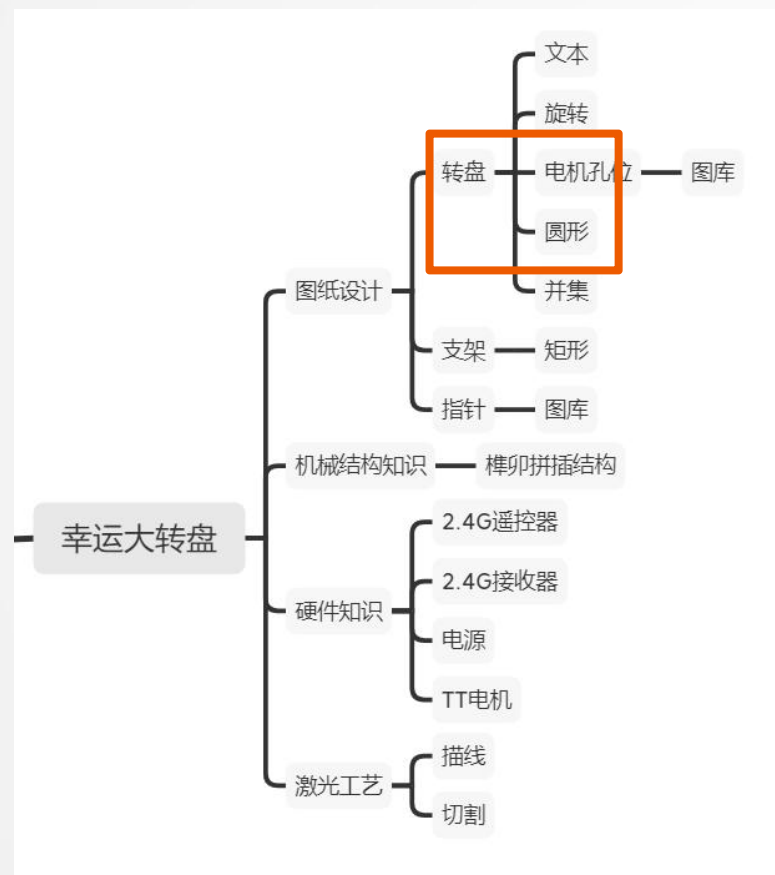 文本
旋转
转盘
电机孔位
图库
圆形
图纸设计
并集
支架
矩形
指针
图库
机械结构知识
榫卯拼插结构
幸运大转盘
2.4G遥控器
2.4G接收器
硬件知识
电源
TT电机
描线
激光工艺
切割